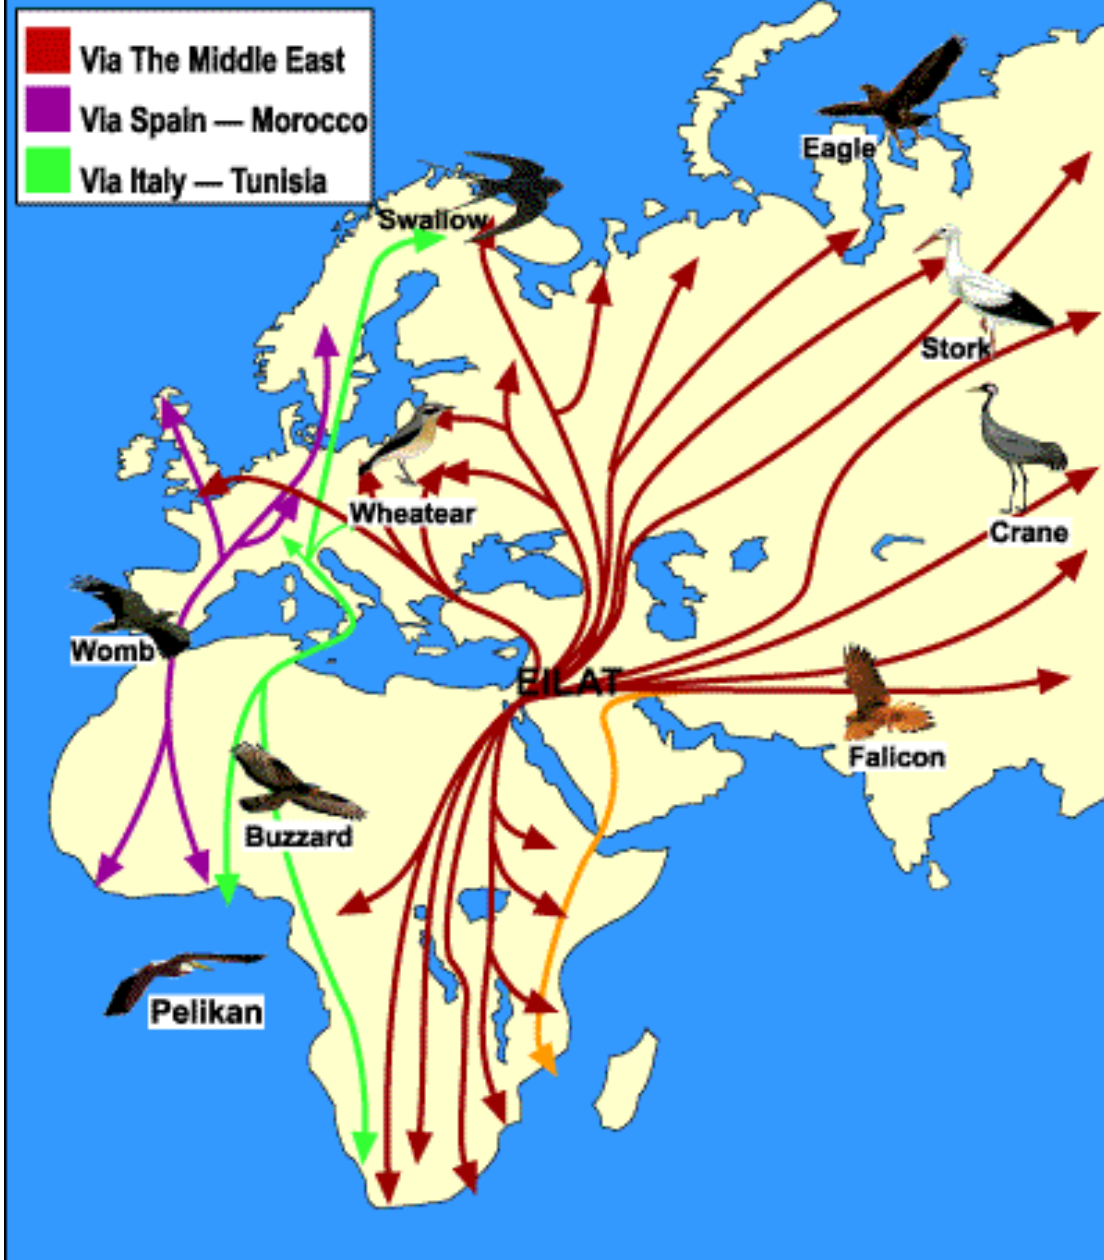 Via The Middle East
Via Spain — Morocco
Via Italy — Tunisia
Eagle
Swallow
Stork
Wheatear
Crane
Womb
EILAT
Falicon
Buzzard
Pelikan